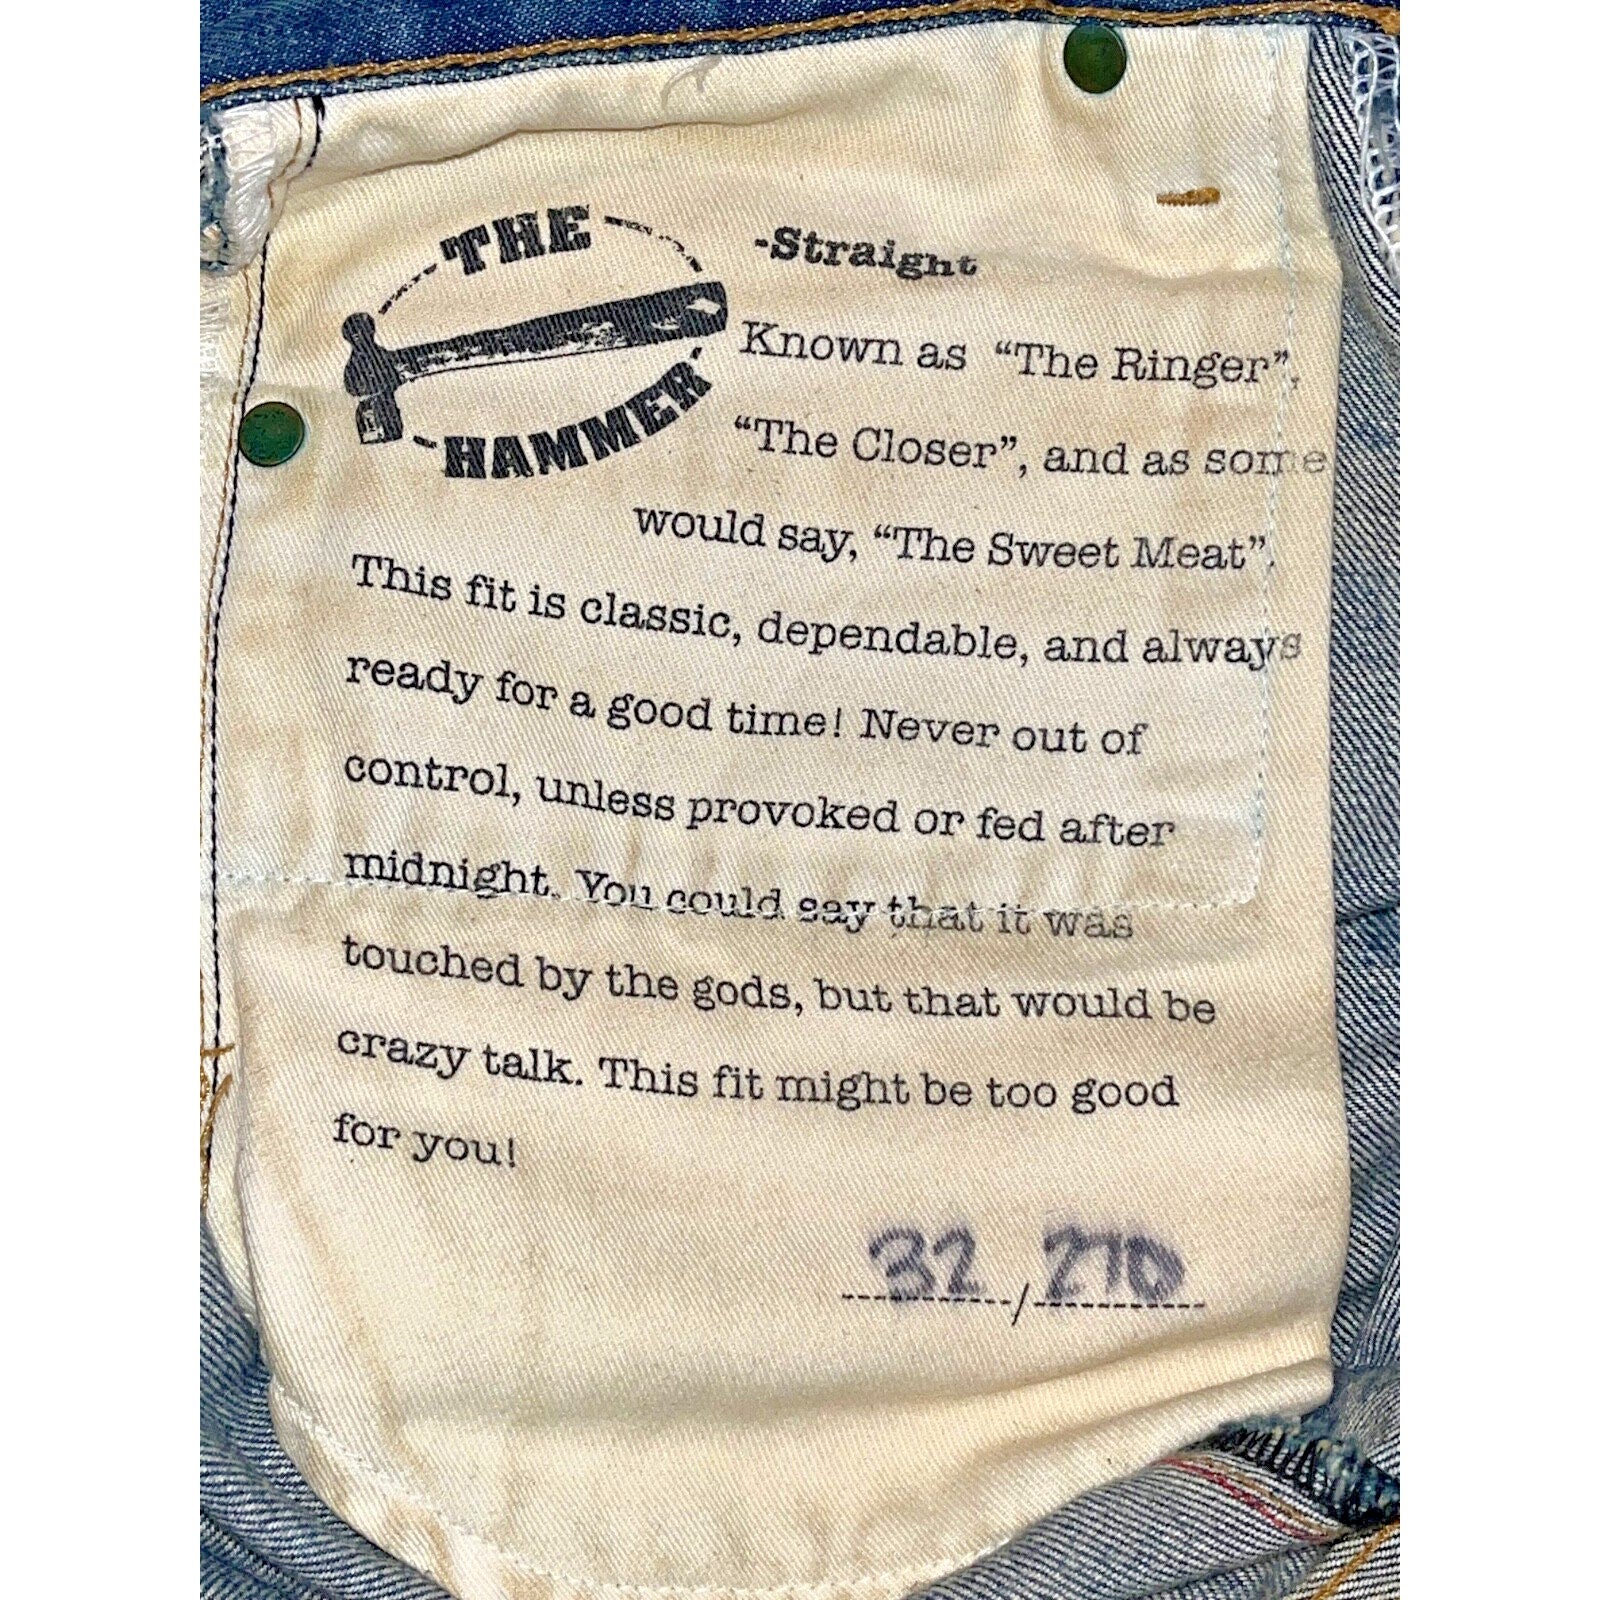 THE
HAMMER
-Straight
Known as "The Ringer",
"The Closer", and as some
would say, "The Sweet Meat".
This fit is classic, dependable, and always
ready for a good time! Never out of
control, unless provoked or fed after
midnight. You could say that it was
touched by the gods, but that would be
crazy talk. This fit might be too good
for you!
32 / 270